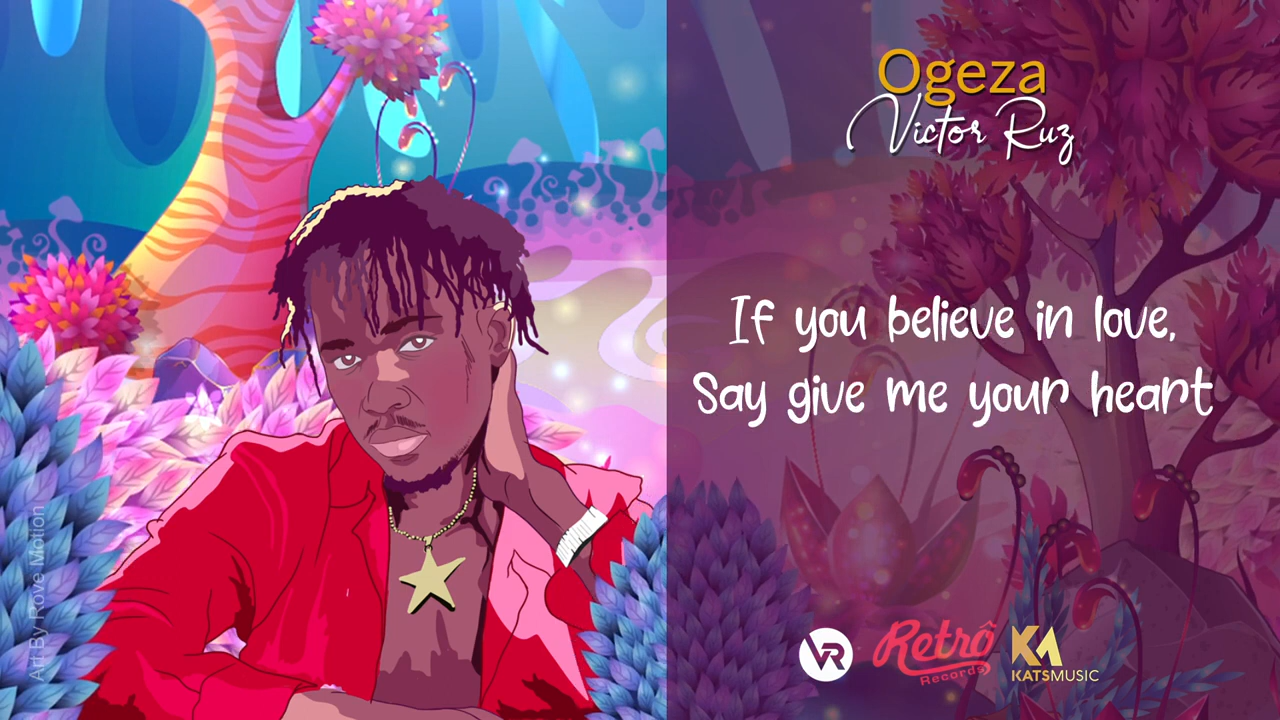 Ogeza
Victor Ruz
If you believe in love,
Say give me your heart
Art By Rove Motion
VR
Retrô
Records
KA
KATSMUSIC